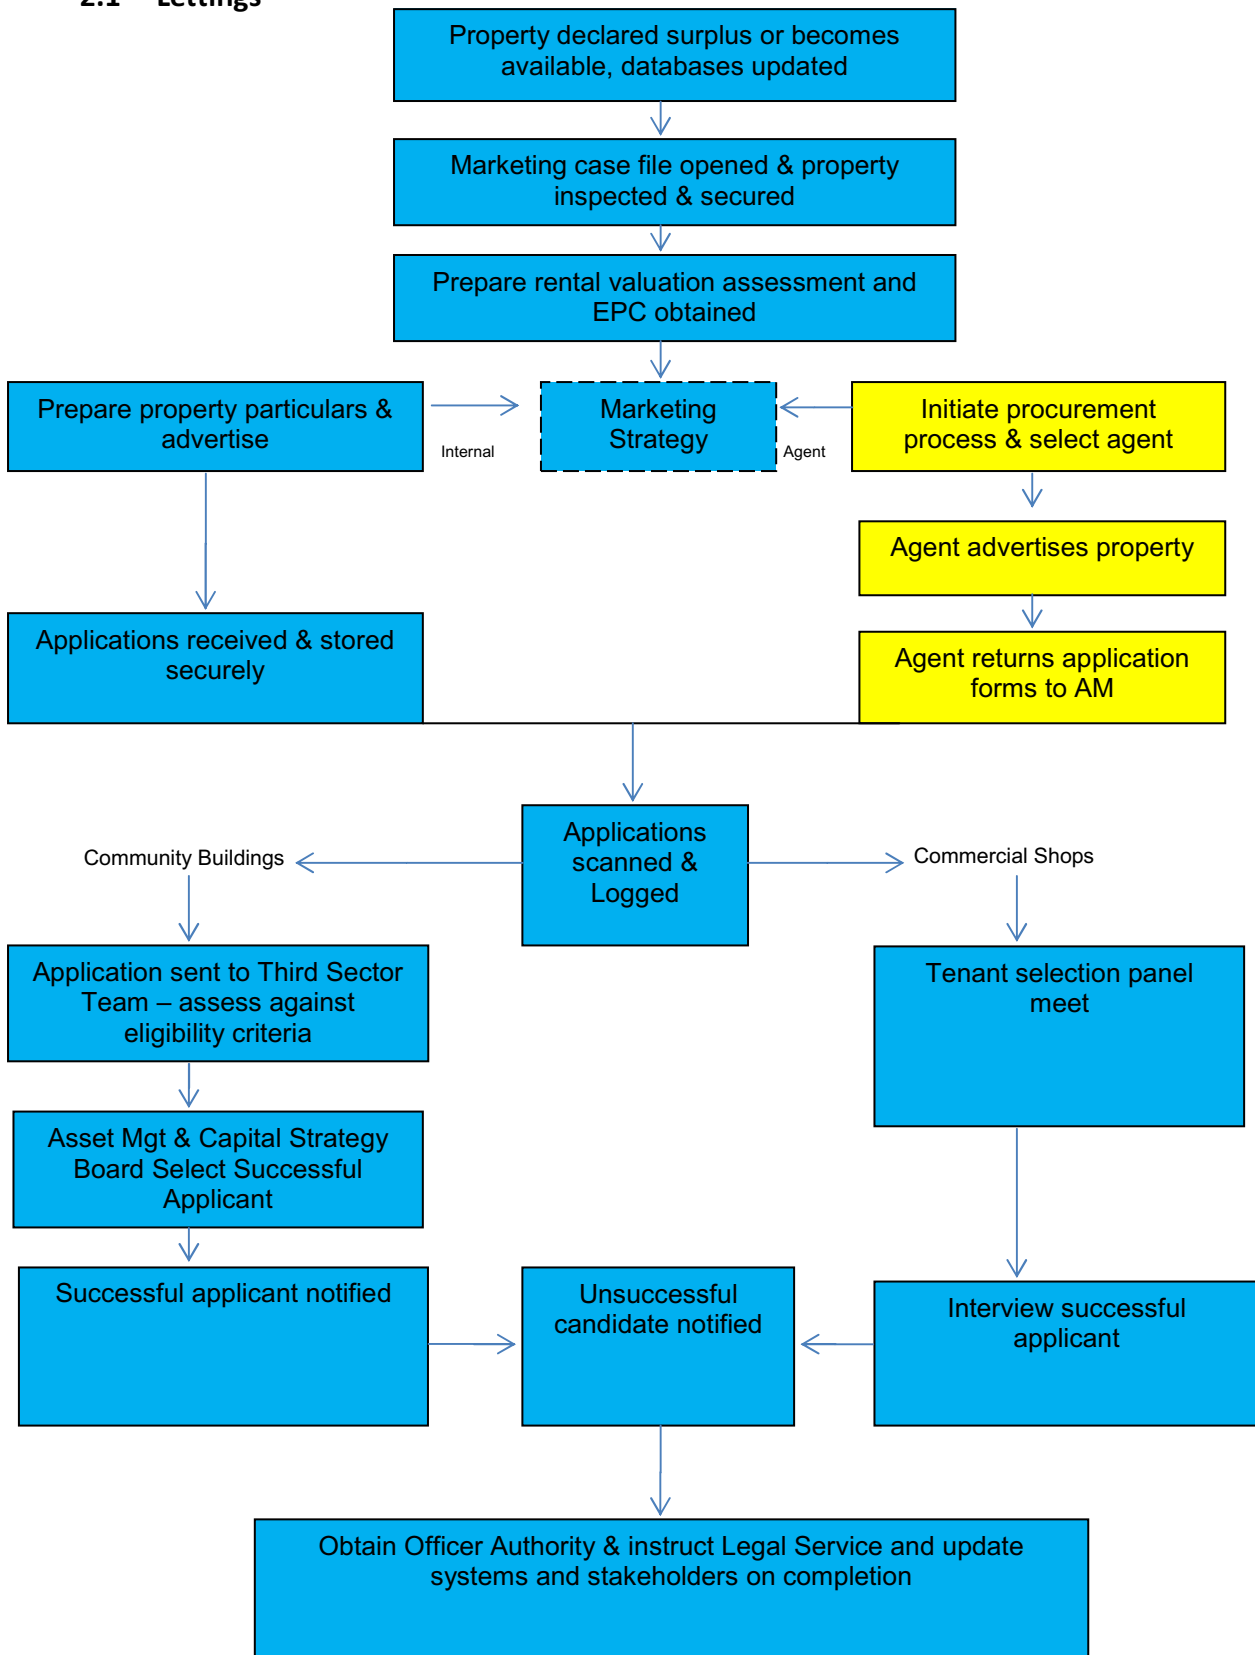 2.1 Lettings
Property declared surplus or becomes
available, databases updated
Marketing case file opened & property
inspected & secured
Prepare rental valuation assessment and
EPC obtained
Prepare property particulars &
advertise
Internal
Marketing
Strategy
Agent
Initiate procurement
process & select agent
Agent advertises property
Applications received & stored
securely
Agent returns application
forms to AM
Applications
scanned &
Logged
Community Buildings
Commercial Shops
Application sent to Third Sector
Team – assess against
eligibility criteria
Tenant selection panel
meet
Asset Mgt & Capital Strategy
Board Select Successful
Applicant
Successful applicant notified
Unsuccessful
candidate notified
Interview successful
applicant
Obtain Officer Authority & instruct Legal Service and update
systems and stakeholders on completion